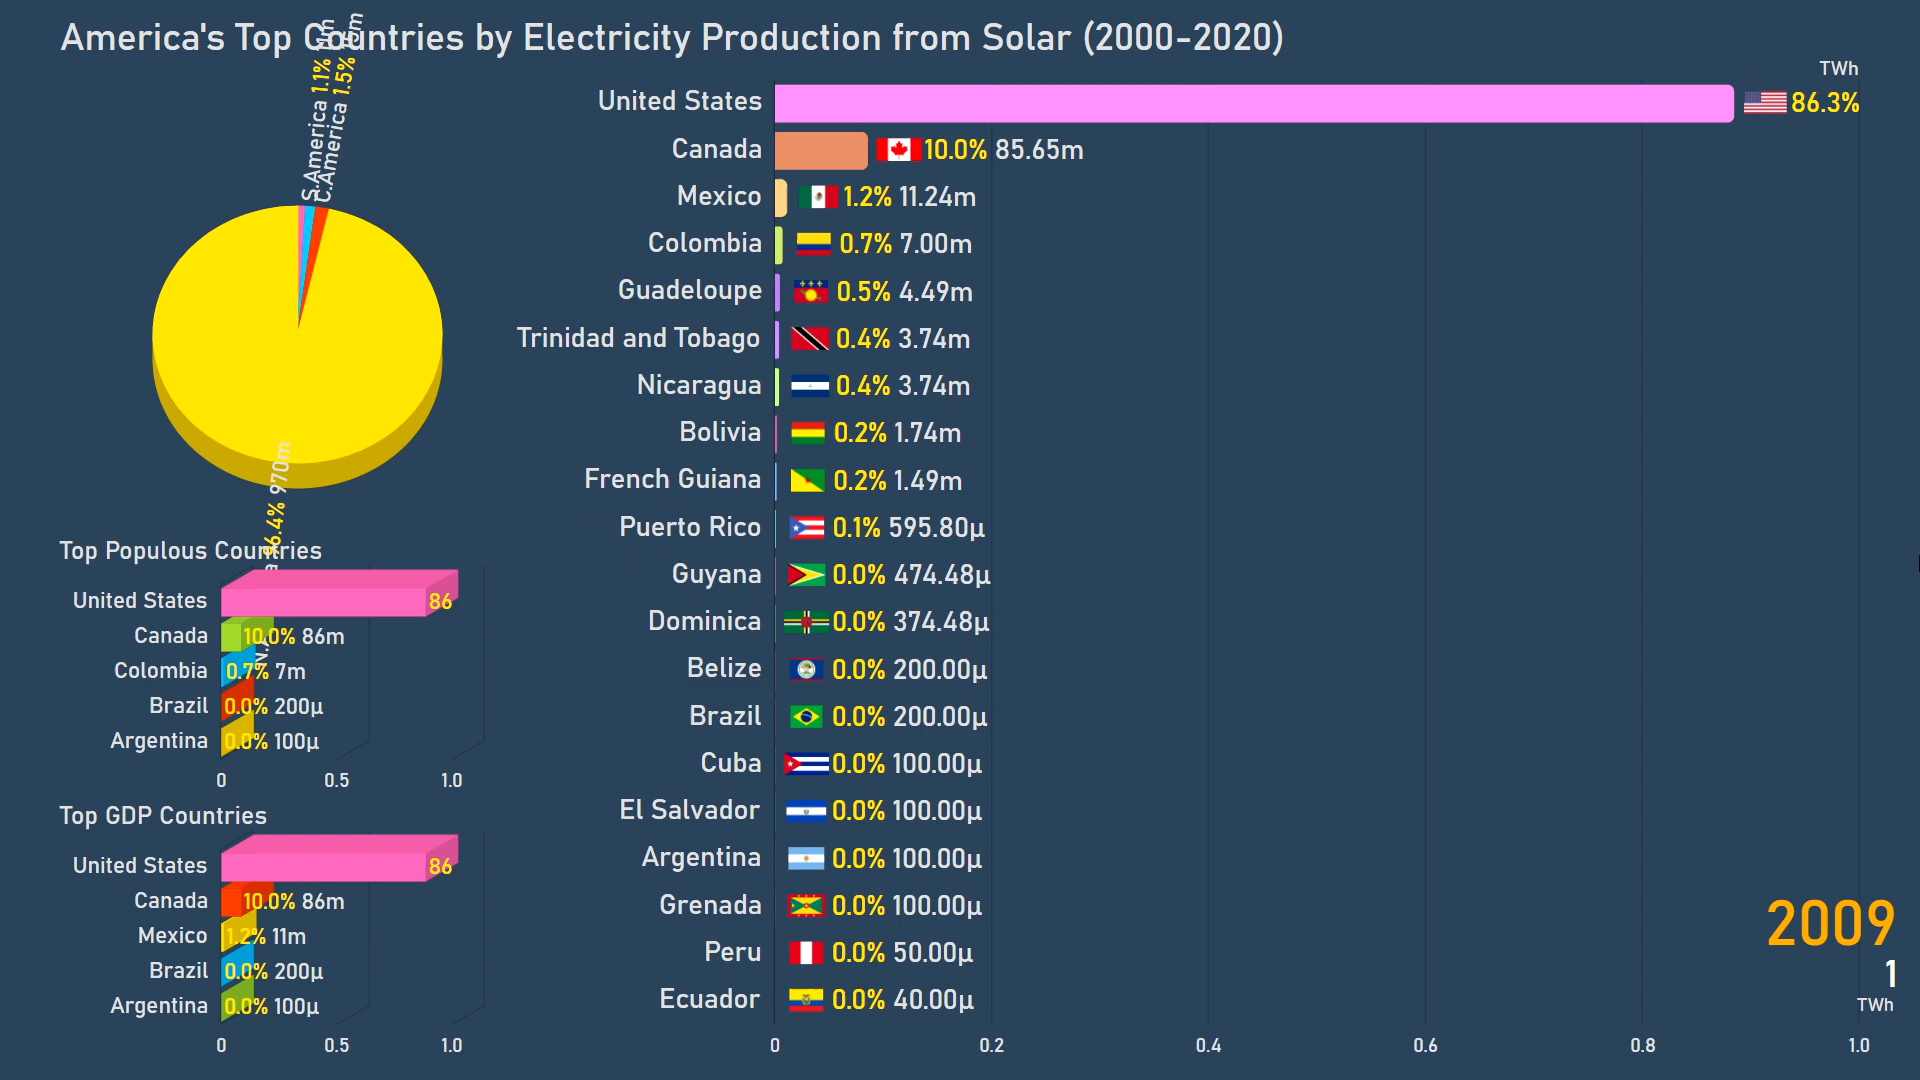 America's Top Countries by Electricity Production from Solar (2000-2020)
TWh
S.America 1.1%
C.America 1.5%
96.4% 970m
United States 86.3%
Canada 10.0% 85.65m
Mexico 1.2% 11.24m
Colombia 0.7% 7.00m
Guadeloupe 0.5% 4.49m
Trinidad and Tobago 0.4% 3.74m
Nicaragua 0.4% 3.74m
Bolivia 0.2% 1.74m
French Guiana 0.2% 1.49m
Puerto Rico 0.1% 595.80µ
Guyana 0.0% 474.48µ
Dominica 0.0% 374.48µ
Belize 0.0% 200.00µ
Brazil 0.0% 200.00µ
Cuba 0.0% 100.00µ
El Salvador 0.0% 100.00µ
Argentina 0.0% 100.00µ
Grenada 0.0% 100.00µ
Peru 0.0% 50.00µ
Ecuador 0.0% 40.00µ
0 0.2 0.4 0.6 0.8 1.0
Top Populous Countries
United States 86
Canada 10.0% 86m
Colombia 0.7% 7m
Brazil 0.0% 200µ
Argentina 0.0% 100µ
0 0.5 1.0
Top GDP Countries
United States 86
Canada 10.0% 86m
Mexico 1.2% 11m
Brazil 0.0% 200µ
Argentina 0.0% 100µ
0 0.5 1.0
2009
1
TWh